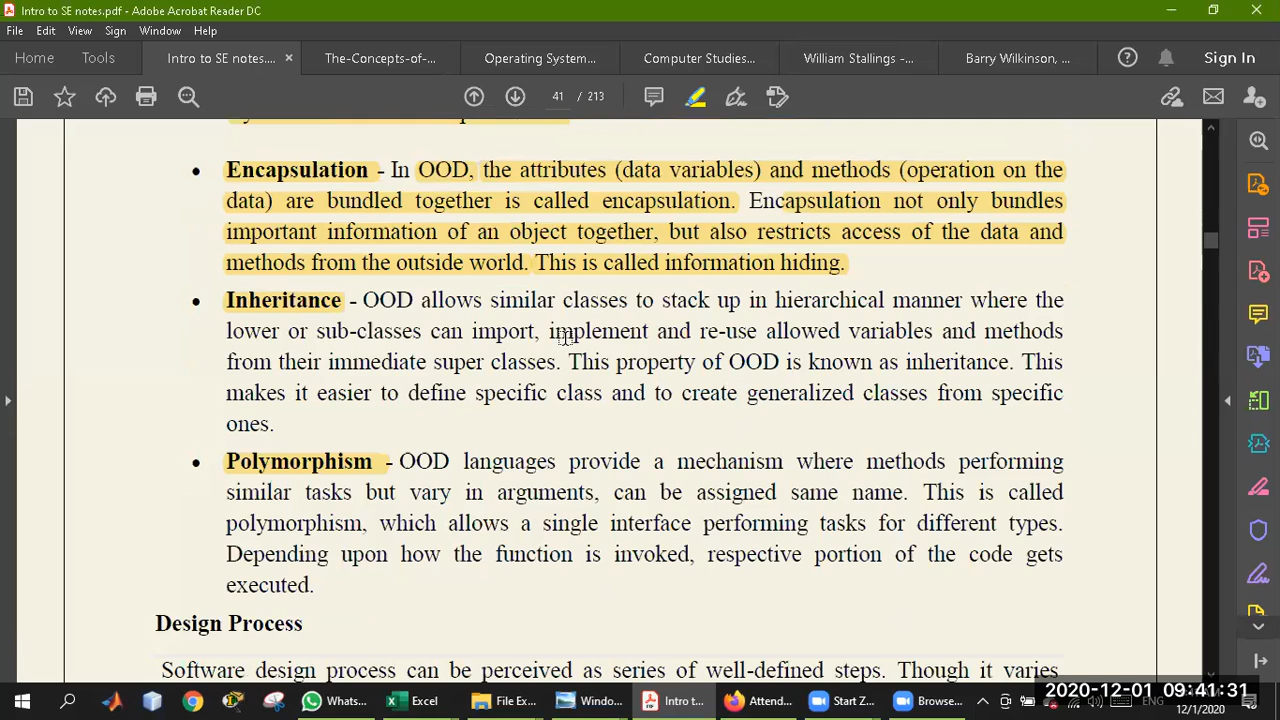 Intro to SE notes.pdf - Adobe Acrobat Reader DC
File Edit View Sign Window Help
Home Tools Intro to SE notes.... × The-Concepts-of-... Operating System... Computer Studies... William Stallings -... Barry Wilkinson, ... Sign In
41 / 213
• Encapsulation - In OOD, the attributes (data variables) and methods (operation on the
data) are bundled together is called encapsulation. Encapsulation not only bundles
important information of an object together, but also restricts access of the data and
methods from the outside world. This is called information hiding.
• Inheritance - OOD allows similar classes to stack up in hierarchical manner where the
lower or sub-classes can import, implement and re-use allowed variables and methods
from their immediate super classes. This property of OOD is known as inheritance. This
makes it easier to define specific class and to create generalized classes from specific
ones.
• Polymorphism - OOD languages provide a mechanism where methods performing
similar tasks but vary in arguments, can be assigned same name. This is called
polymorphism, which allows a single interface performing tasks for different types.
Depending upon how the function is invoked, respective portion of the code gets
executed.
Design Process
Software design process can be perceived as series of well-defined steps. Though it varies
Whats... Excel File Ex... Windo... Intro t... Attend... Start Z... Browse... ENG
2020-12-01 09:41:31
12/1/2020